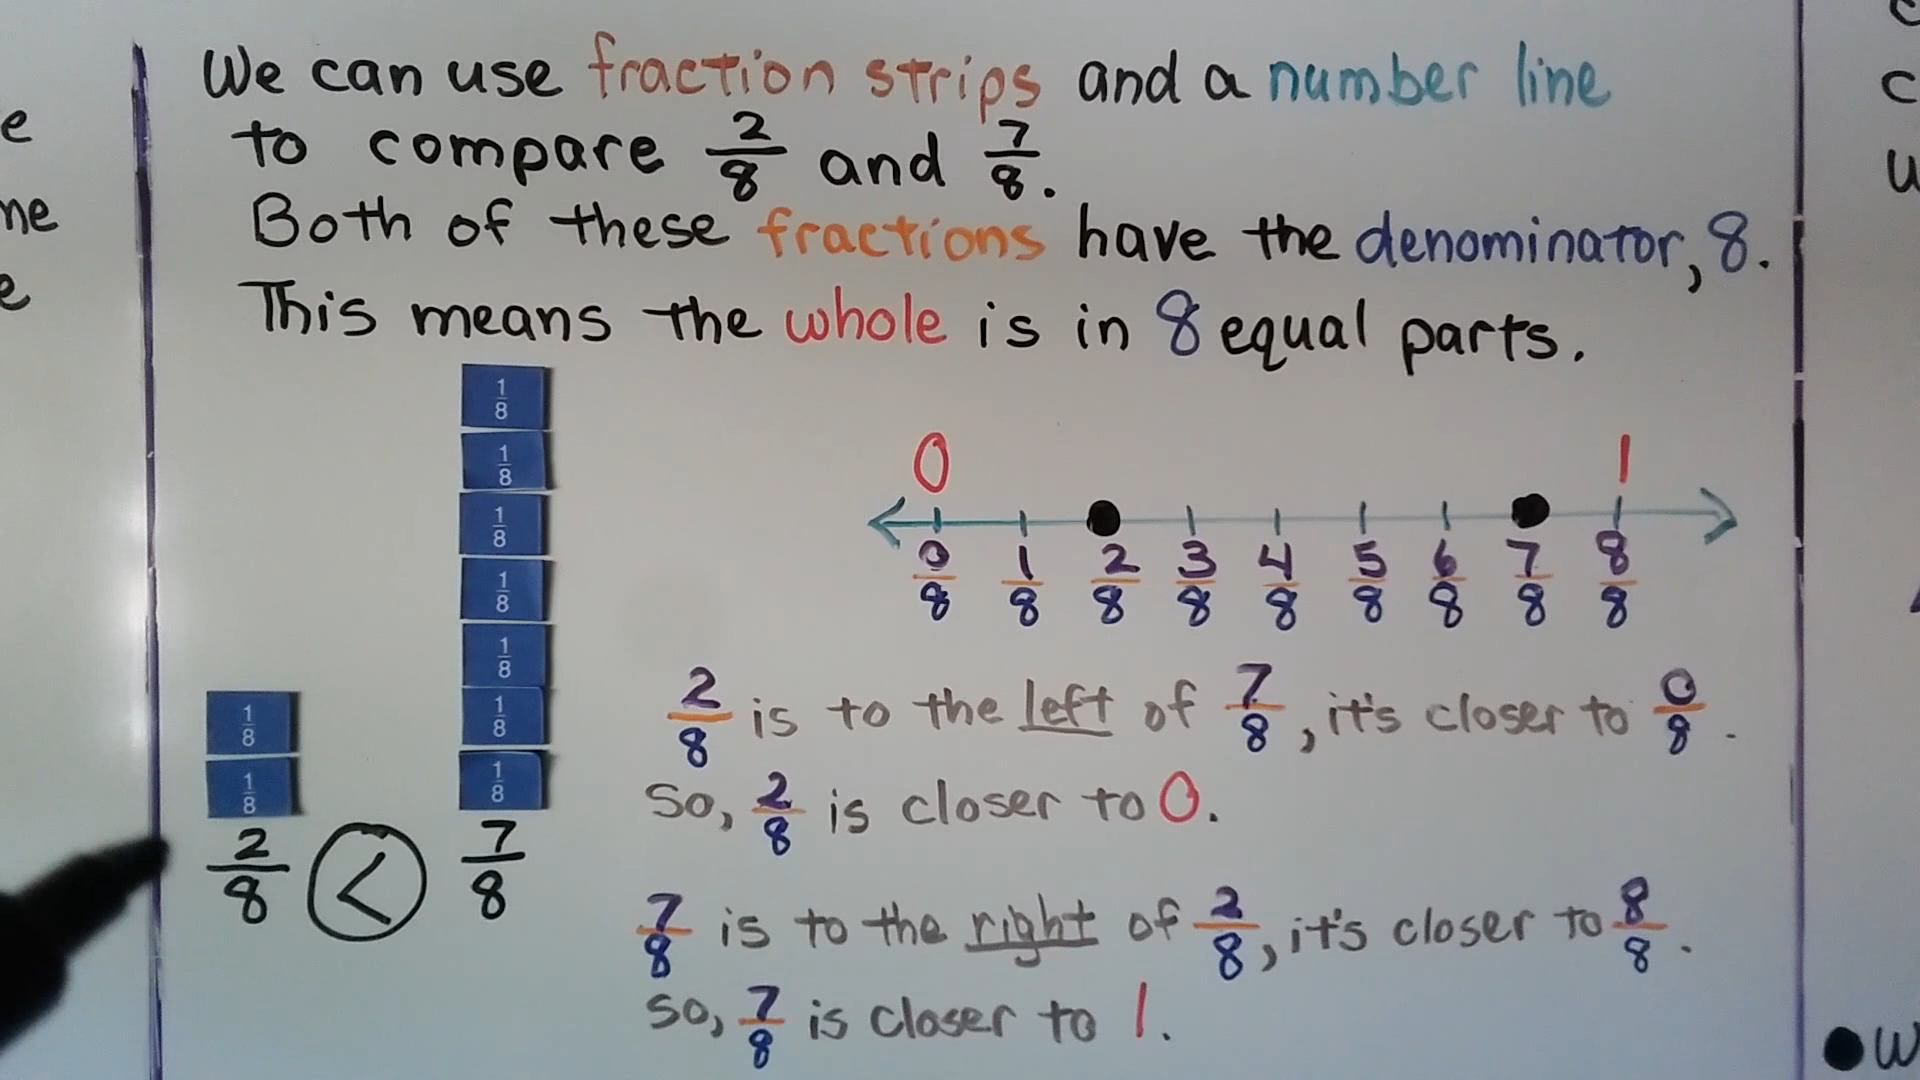 We can use fraction strips and a number line
to compare 2/8 and 7/8.
Both of these fractions have the denominator, 8.
This means the whole is in 8 equal parts.
1/8
1/8
1/8
1/8
1/8
1/8
1/8
1/8
1/8
2/8 < 7/8
0 1
0/8 1/8 2/8 3/8 4/8 5/8 6/8 7/8 8/8
2/8 is to the left of 7/8, it's closer to 0/8.
So, 2/8 is closer to 0.
7/8 is to the right of 2/8, it's closer to 8/8.
So, 7/8 is closer to 1.